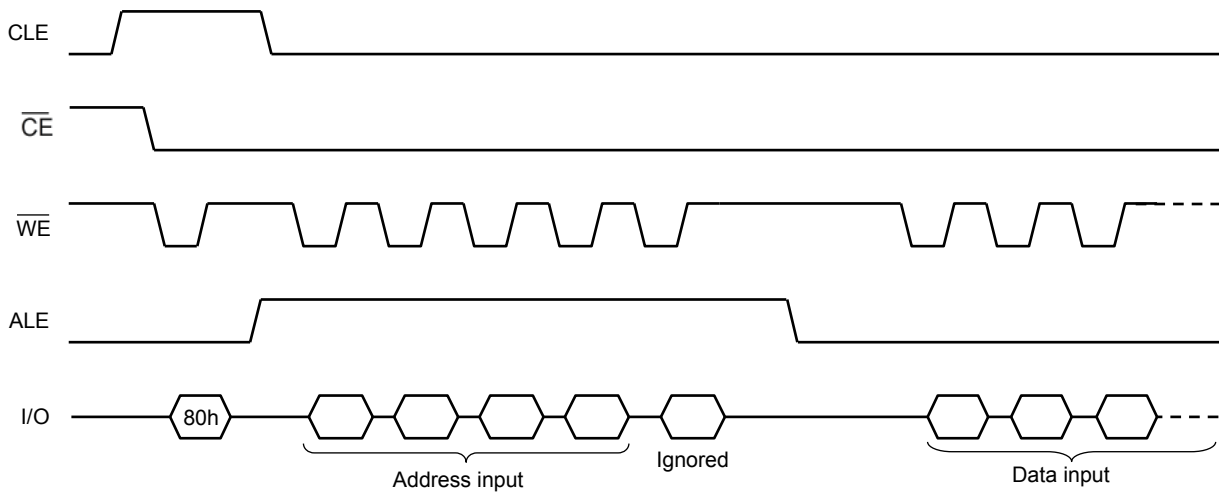 CLE
CE
WE
ALE
I/O
80h
Address input
Ignored
Data input